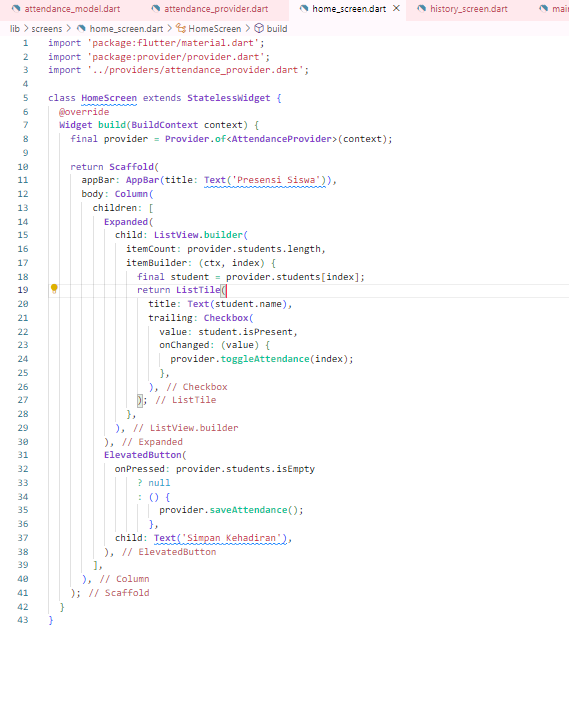 attendance_model.dart attendance_provider.dart home_screen.dart × history_screen.dart mai
lib > screens > home_screen.dart > HomeScreen > build
1 import 'package:flutter/material.dart';
2 import 'package:provider/provider.dart';
3 import '../providers/attendance_provider.dart';
4
5 class HomeScreen extends StatelessWidget {
6   @override
7   Widget build(BuildContext context) {
8     final provider = Provider.of<AttendanceProvider>(context);
9
10     return Scaffold(
11       appBar: AppBar(title: Text('Presensi Siswa')),
12       body: Column(
13         children: [
14           Expanded(
15             child: ListView.builder(
16               itemCount: provider.students.length,
17               itemBuilder: (ctx, index) {
18                 final student = provider.students[index];
19                 return ListTile(
20                   title: Text(student.name),
21                   trailing: Checkbox(
22                     value: student.isPresent,
23                     onChanged: (value) {
24                       provider.toggleAttendance(index);
25                     },
26                   ), // Checkbox
27                 ); // ListTile
28               },
29             ), // ListView.builder
30           ), // Expanded
31           ElevatedButton(
32             onPressed: provider.students.isEmpty
33                 ? null
34                 : () {
35                     provider.saveAttendance();
36                   },
37             child: Text('Simpan Kehadiran'),
38           ), // ElevatedButton
39         ],
40       ), // Column
41     ); // Scaffold
42   }
43 }